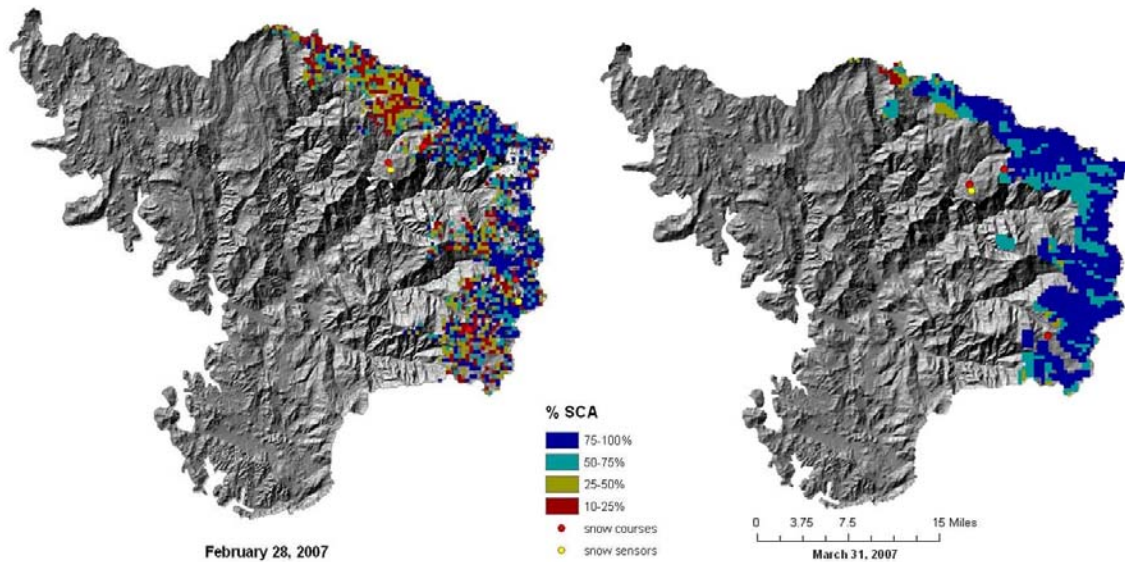 % SCA
75-100%
50-75%
25-50%
10-25%
snow courses
snow sensors
February 28, 2007
0 3.75 7.5 15 Miles
March 31, 2007